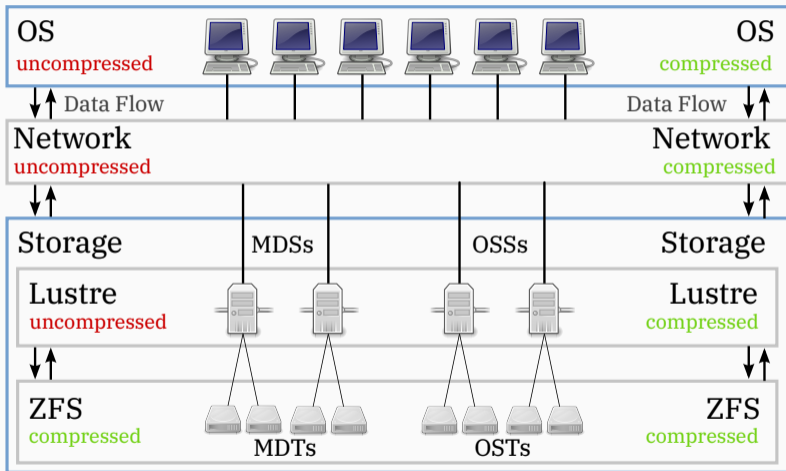 OS
OS
uncompressed
compressed
Data Flow
Data Flow
Network
Network
uncompressed
compressed
Storage
MDSs
OSSs
Storage
Lustre
Lustre
uncompressed
compressed
ZFS
ZFS
compressed
compressed
MDTs
OSTs